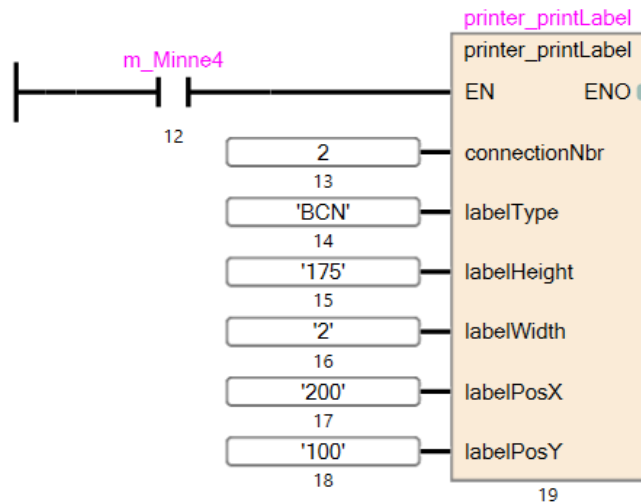 printer_printLabel
printer_printLabel
m_Minne4
EN ENO
12
2
connectionNbr
13
'BCN'
labelType
14
'175'
labelHeight
15
'2'
labelWidth
16
'200'
labelPosX
17
'100'
labelPosY
18
19